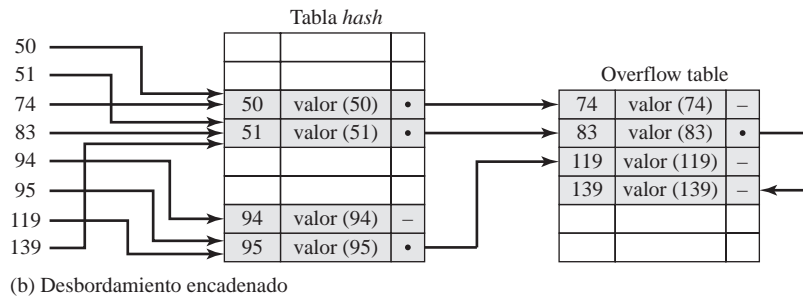 Tabla hash
Overflow table
50
51
74
83
94
95
119
139
50 valor (50) •
51 valor (51) •
94 valor (94) –
95 valor (95) •
74 valor (74) –
83 valor (83) •
119 valor (119) –
139 valor (139) –
(b) Desbordamiento encadenado